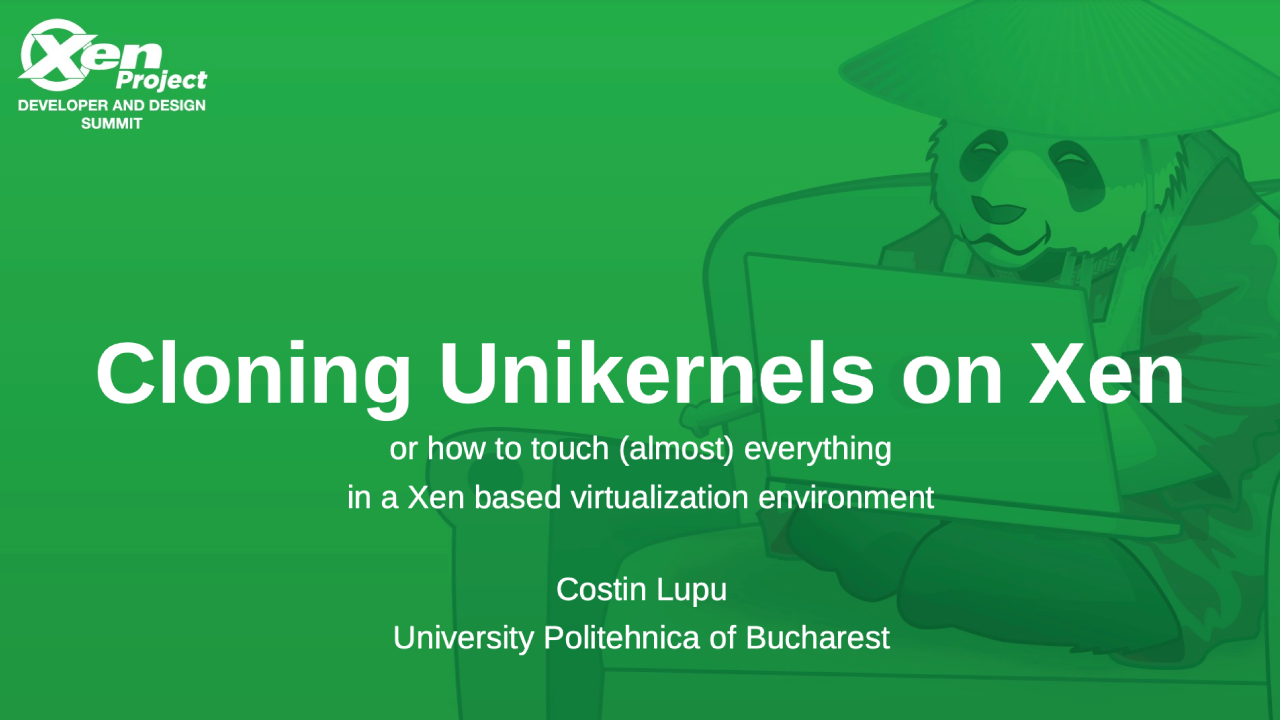 Xen
Project
DEVELOPER AND DESIGN
SUMMIT
Cloning Unikernels on Xen
or how to touch (almost) everything
in a Xen based virtualization environment
Costin Lupu
University Politehnica of Bucharest